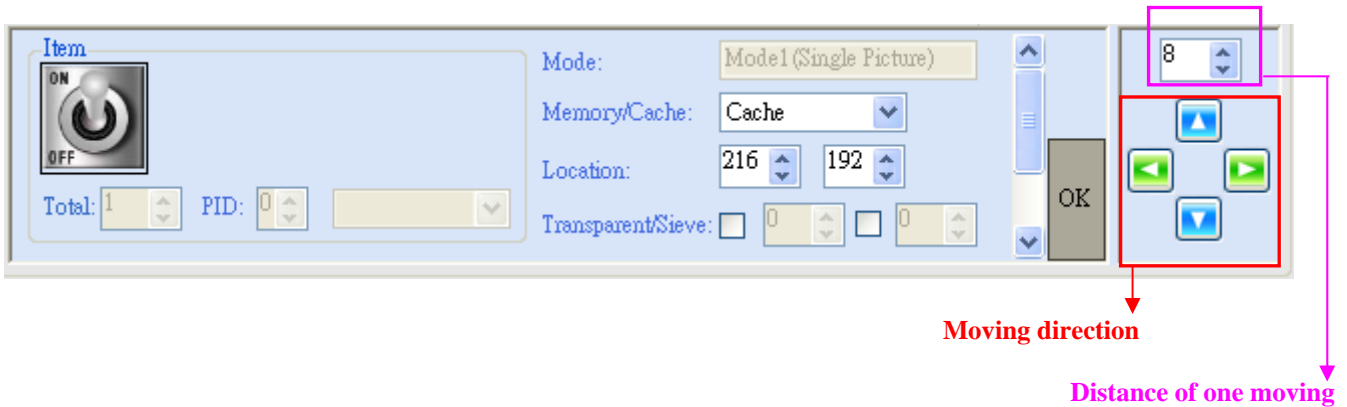 Item
ON
OFF
Total: 1 PID: 0
Mode: Mode1(Single Picture)
Memory/Cache: Cache
Location: 216 192
Transparent/Sieve: 0 0
OK
8
Moving direction
Distance of one moving